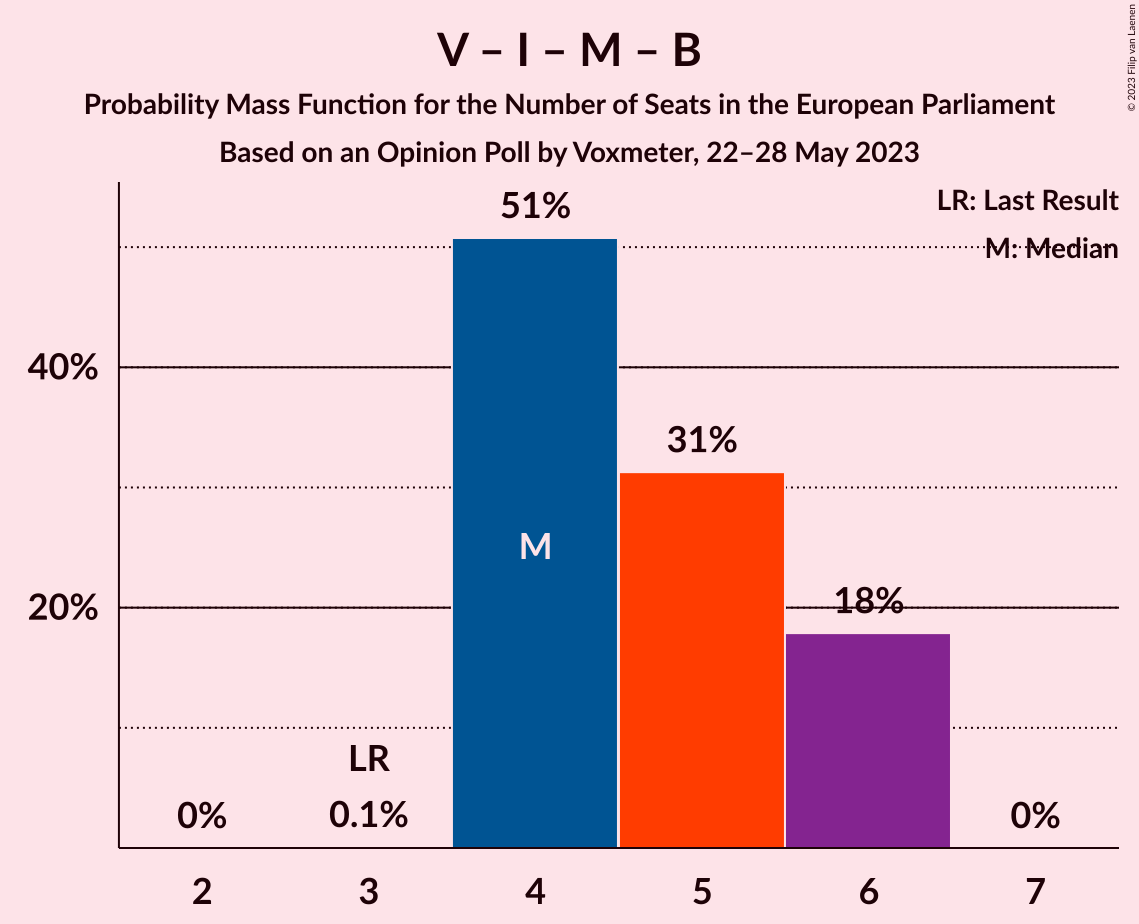 V – I – M – B
Probability Mass Function for the Number of Seats in the European Parliament
Based on an Opinion Poll by Voxmeter, 22–28 May 2023
© 2023 Filip van Laenen
LR: Last Result
M: Median
51%
40%
31%
M
20%
18%
LR
0%
0.1%
0%
2
3
4
5
6
7